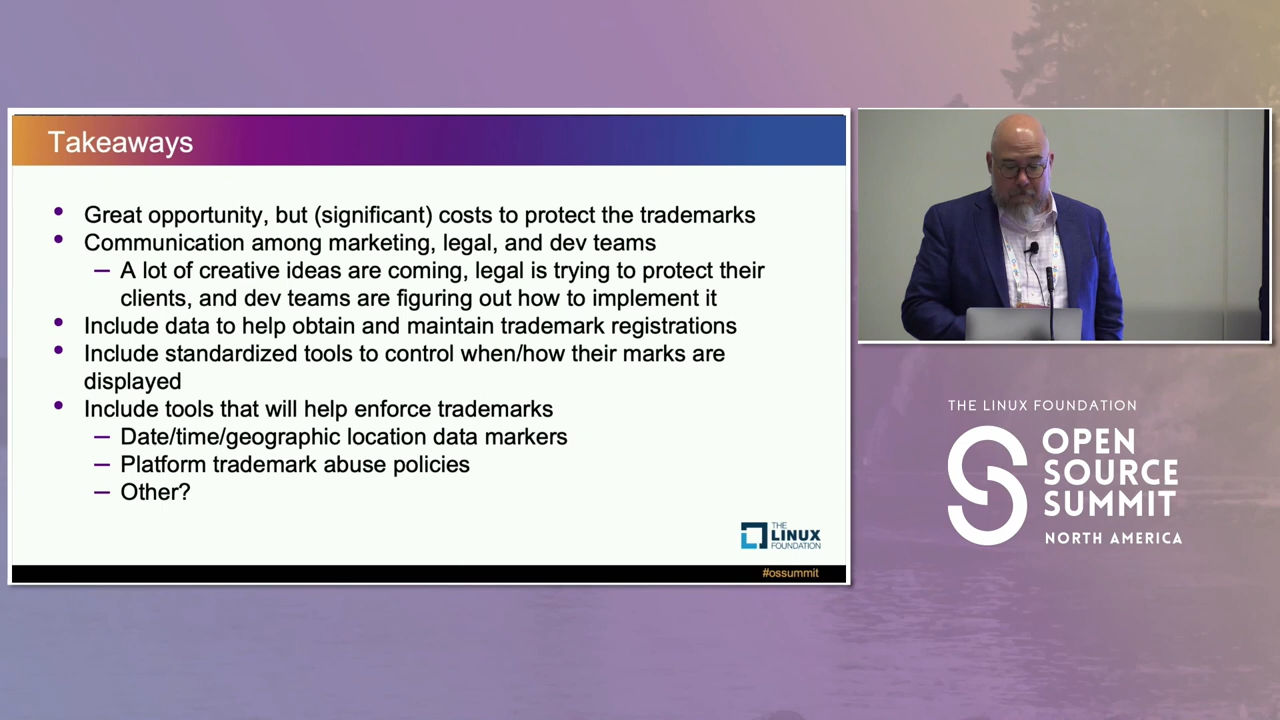 Takeaways
• Great opportunity, but (significant) costs to protect the trademarks
• Communication among marketing, legal, and dev teams
– A lot of creative ideas are coming, legal is trying to protect their
clients, and dev teams are figuring out how to implement it
• Include data to help obtain and maintain trademark registrations
• Include standardized tools to control when/how their marks are
displayed
• Include tools that will help enforce trademarks
– Date/time/geographic location data markers
– Platform trademark abuse policies
– Other?
THE
LINUX
FOUNDATION
#ossummit
THE LINUX FOUNDATION
OPEN
SOURCE
SUMMIT
NORTH AMERICA